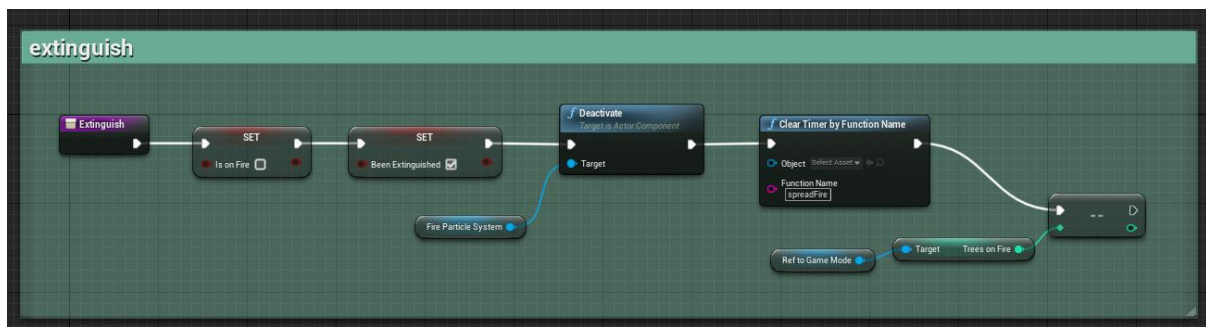 extinguish
Extinguish
SET
Is on Fire
SET
Been Extinguished
f Deactivate
Target is Actor Component
Target
Fire Particle System
f Clear Timer by Function Name
Object Select Asset
Function Name
spreadFire
Ref to Game Mode
Target Trees on Fire
--